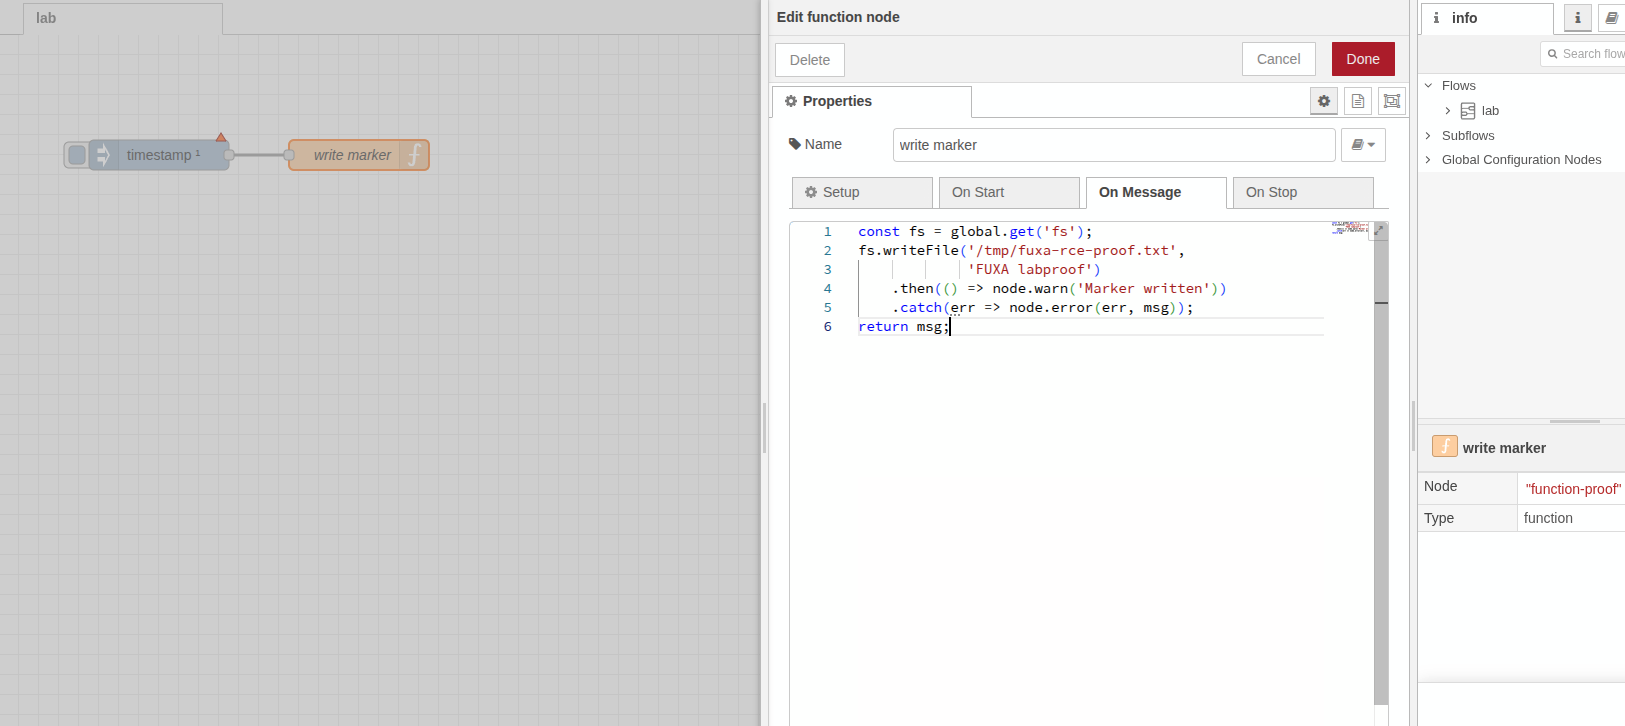 lab
timestamp ¹
write marker
Edit function node
Delete
Cancel
Done
Properties
Name
write marker
Setup
On Start
On Message
On Stop
1 const fs = global.get('fs');
2 fs.writeFile('/tmp/fuxa-rce-proof.txt',
3 'FUXA labproof')
4 .then(() => node.warn('Marker written'))
5 .catch(err => node.error(err, msg));
6 return msg;
info
Search flow
Flows
lab
Subflows
Global Configuration Nodes
write marker
Node "function-proof"
Type function